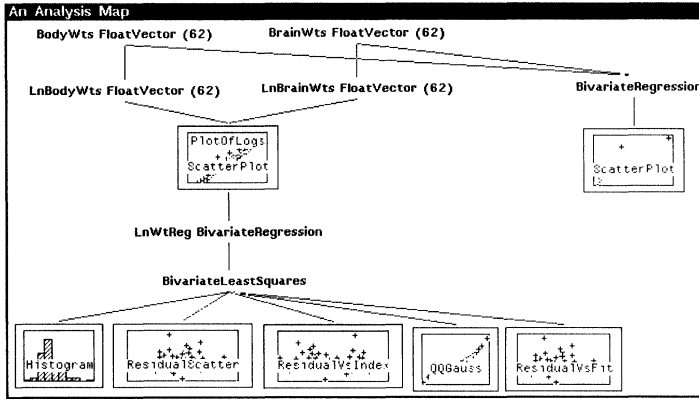 An Analysis Map
BodyWts FloatVector (62)
BrainWts FloatVector (62)
LnBodyWts FloatVector (62)
LnBrainWts FloatVector (62)
BivariateRegression
PlotOfLogs
ScatterPlot
ScatterPlot
LnWtReg BivariateRegression
BivariateLeastSquares
Histogram
ResidualScatter
ResidualVsIndex
QQGauss
ResidualVsFit